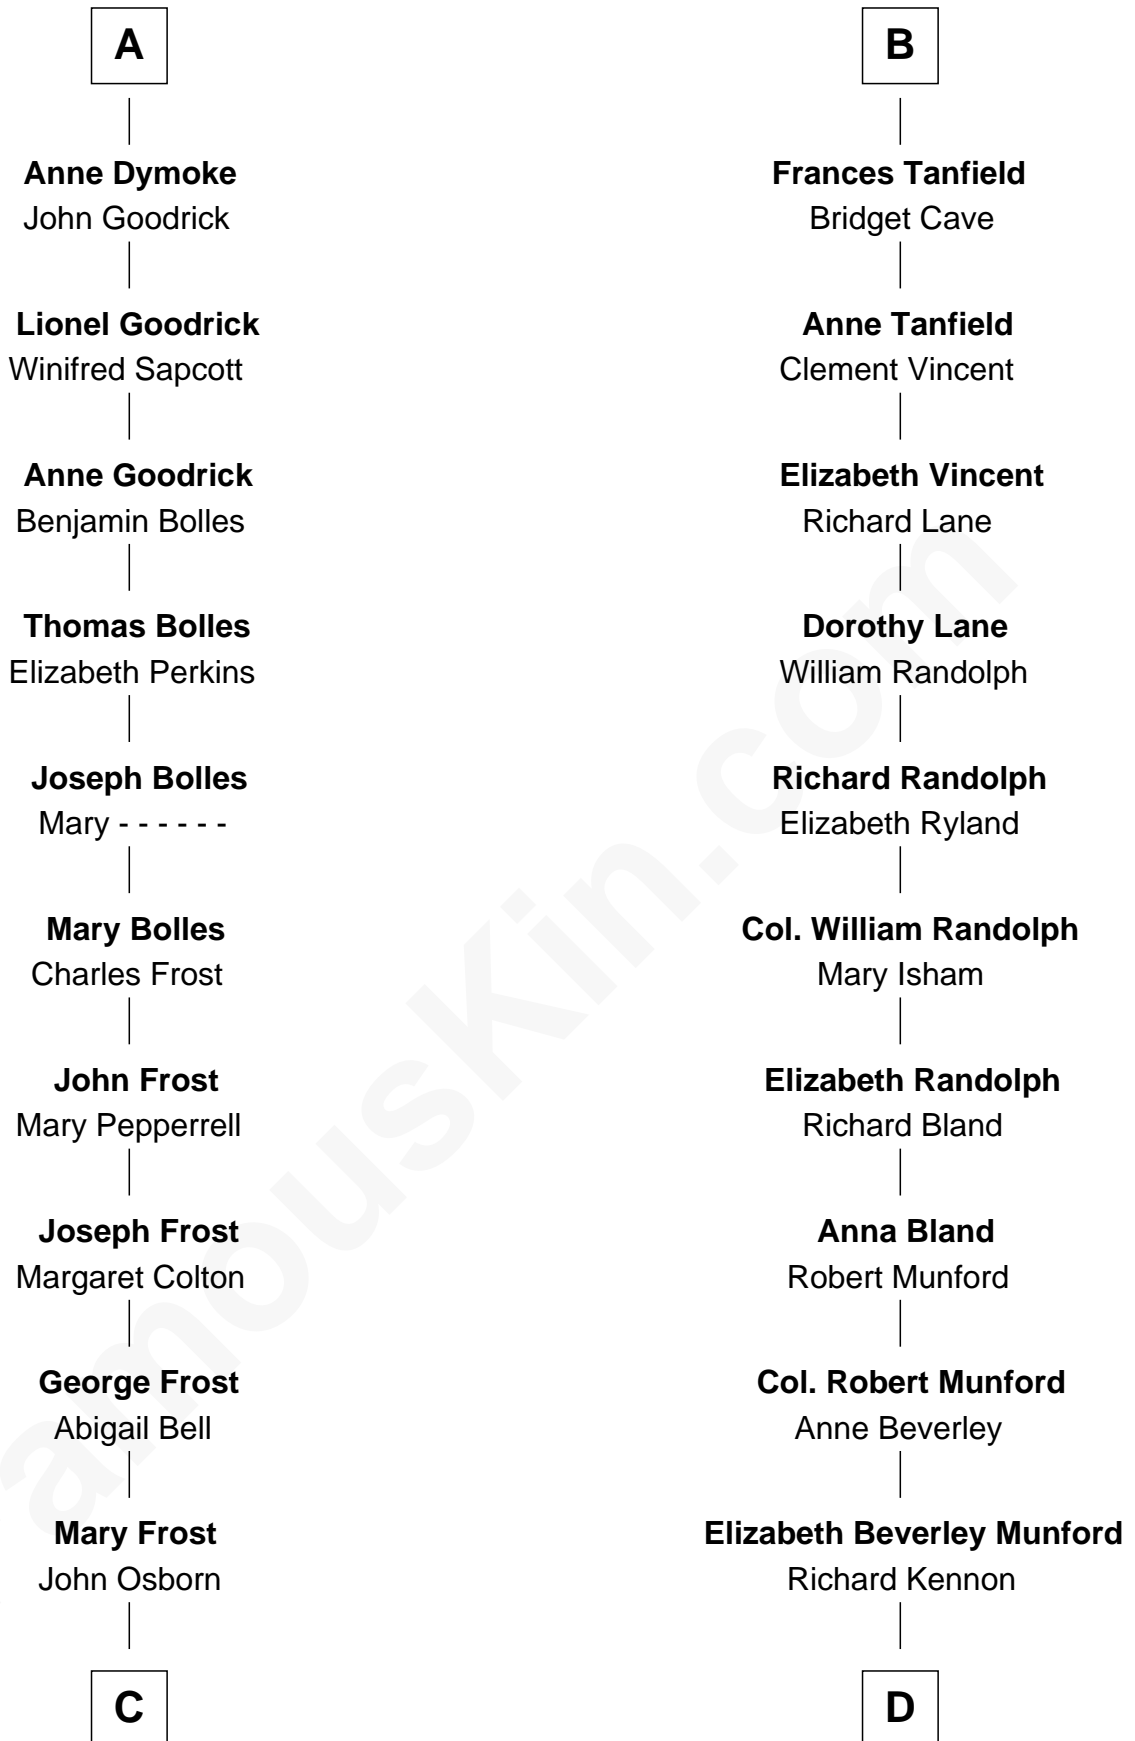 A
Anne Dymoke
John Goodrick
Lionel Goodrick
Winifred Sapcott
Anne Goodrick
Benjamin Bolles
Thomas Bolles
Elizabeth Perkins
Joseph Bolles
Mary - - - - - -
Mary Bolles
Charles Frost
John Frost
Mary Pepperrell
Joseph Frost
Margaret Colton
George Frost
Abigail Bell
Mary Frost
John Osborn
C
B
Frances Tanfield
Bridget Cave
Anne Tanfield
Clement Vincent
Elizabeth Vincent
Richard Lane
Dorothy Lane
William Randolph
Richard Randolph
Elizabeth Ryland
Col. William Randolph
Mary Isham
Elizabeth Randolph
Richard Bland
Anna Bland
Robert Munford
Col. Robert Munford
Anne Beverley
Elizabeth Beverley Munford
Richard Kennon
D
amousKin.com